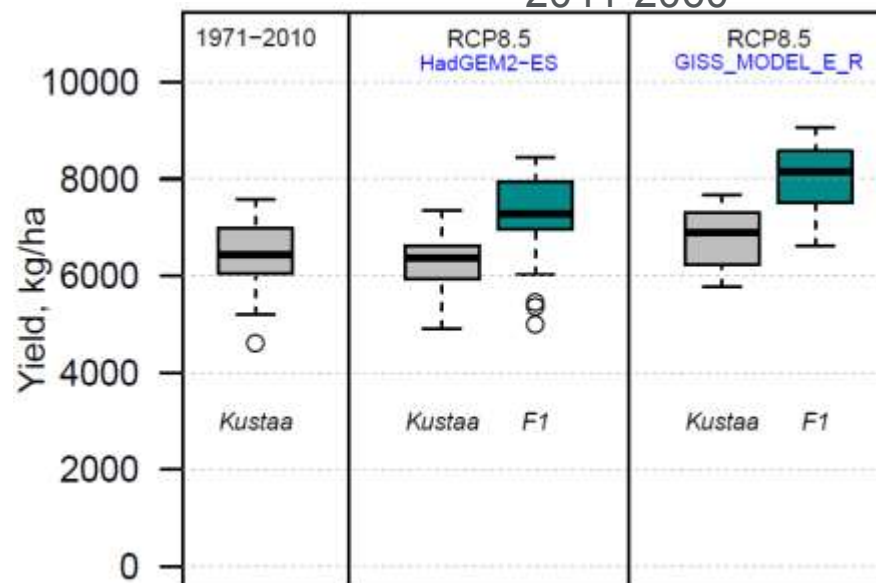 1971−2010
RCP8.5
HadGEM2−ES
RCP8.5
GISS_MODEL_E_R
Yield, kg/ha
10000
8000
6000
4000
2000
0
Kustaa
Kustaa
F1
Kustaa
F1